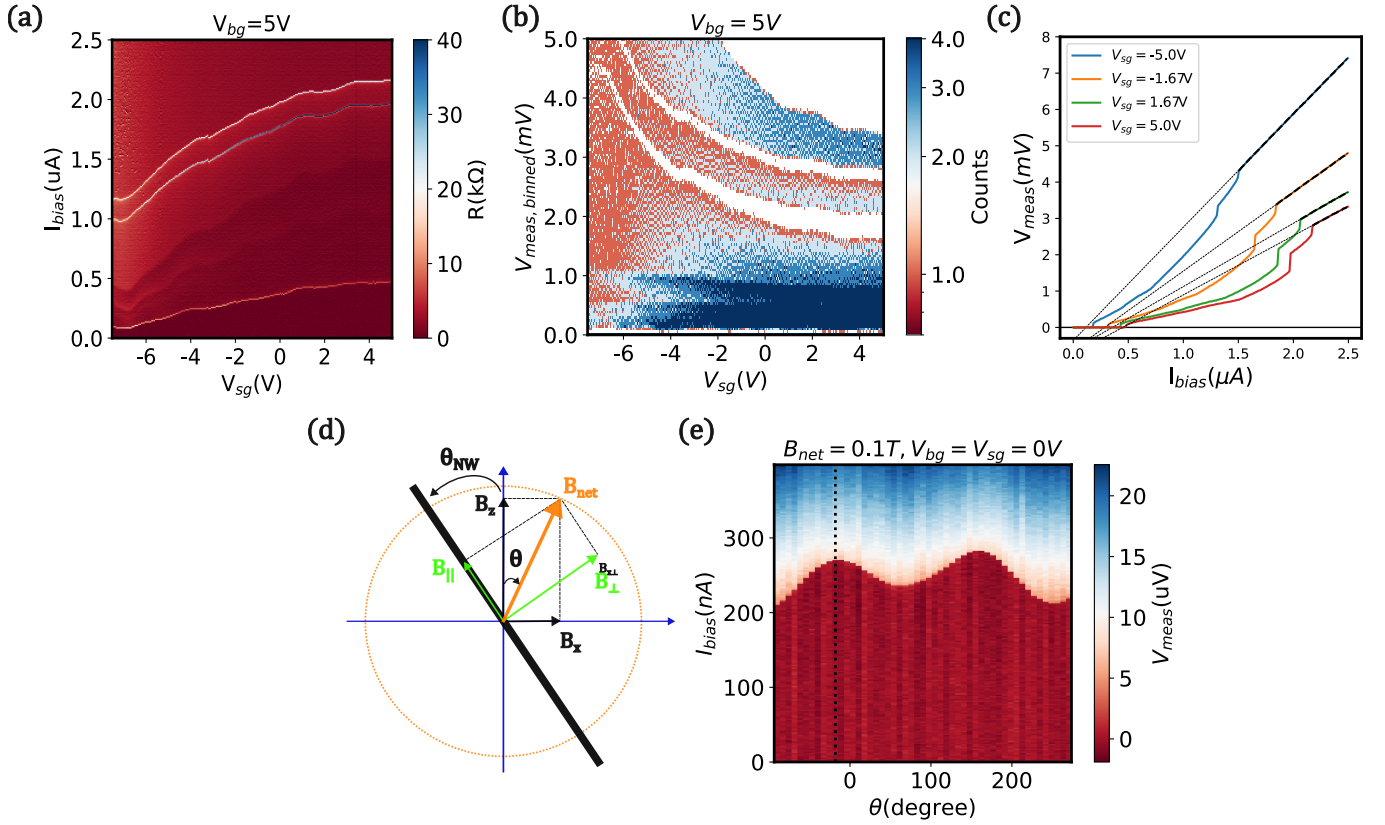 (a)
V_bg=5V
I_bias(uA)
2.5
2.0
1.5
1.0
0.5
0.0
-6
-4
-2
0
2
4
V_sg(V)
40
30
20
10
0
R(kΩ)
(b)
V_bg = 5V
V_meas, binned(mV)
5.0
4.0
3.0
2.0
1.0
0.0
-6
-4
-2
0
2
4
V_sg(V)
4.0
3.0
2.0
1.0
Counts
(c)
V_meas(mV)
8
7
6
5
4
3
2
1
0
V_sg = -5.0V
V_sg = -1.67V
V_sg = 1.67V
V_sg = 5.0V
0.0
0.5
1.0
1.5
2.0
2.5
I_bias(μA)
(d)
θ_NW
B_z
B_net
θ
B_||
B_x⊥
B_⊥
B_x
(e)
B_net = 0.1T, V_bg = V_sg = 0V
I_bias(nA)
300
200
100
0
0
100
200
θ(degree)
20
15
10
5
0
V_meas(uV)